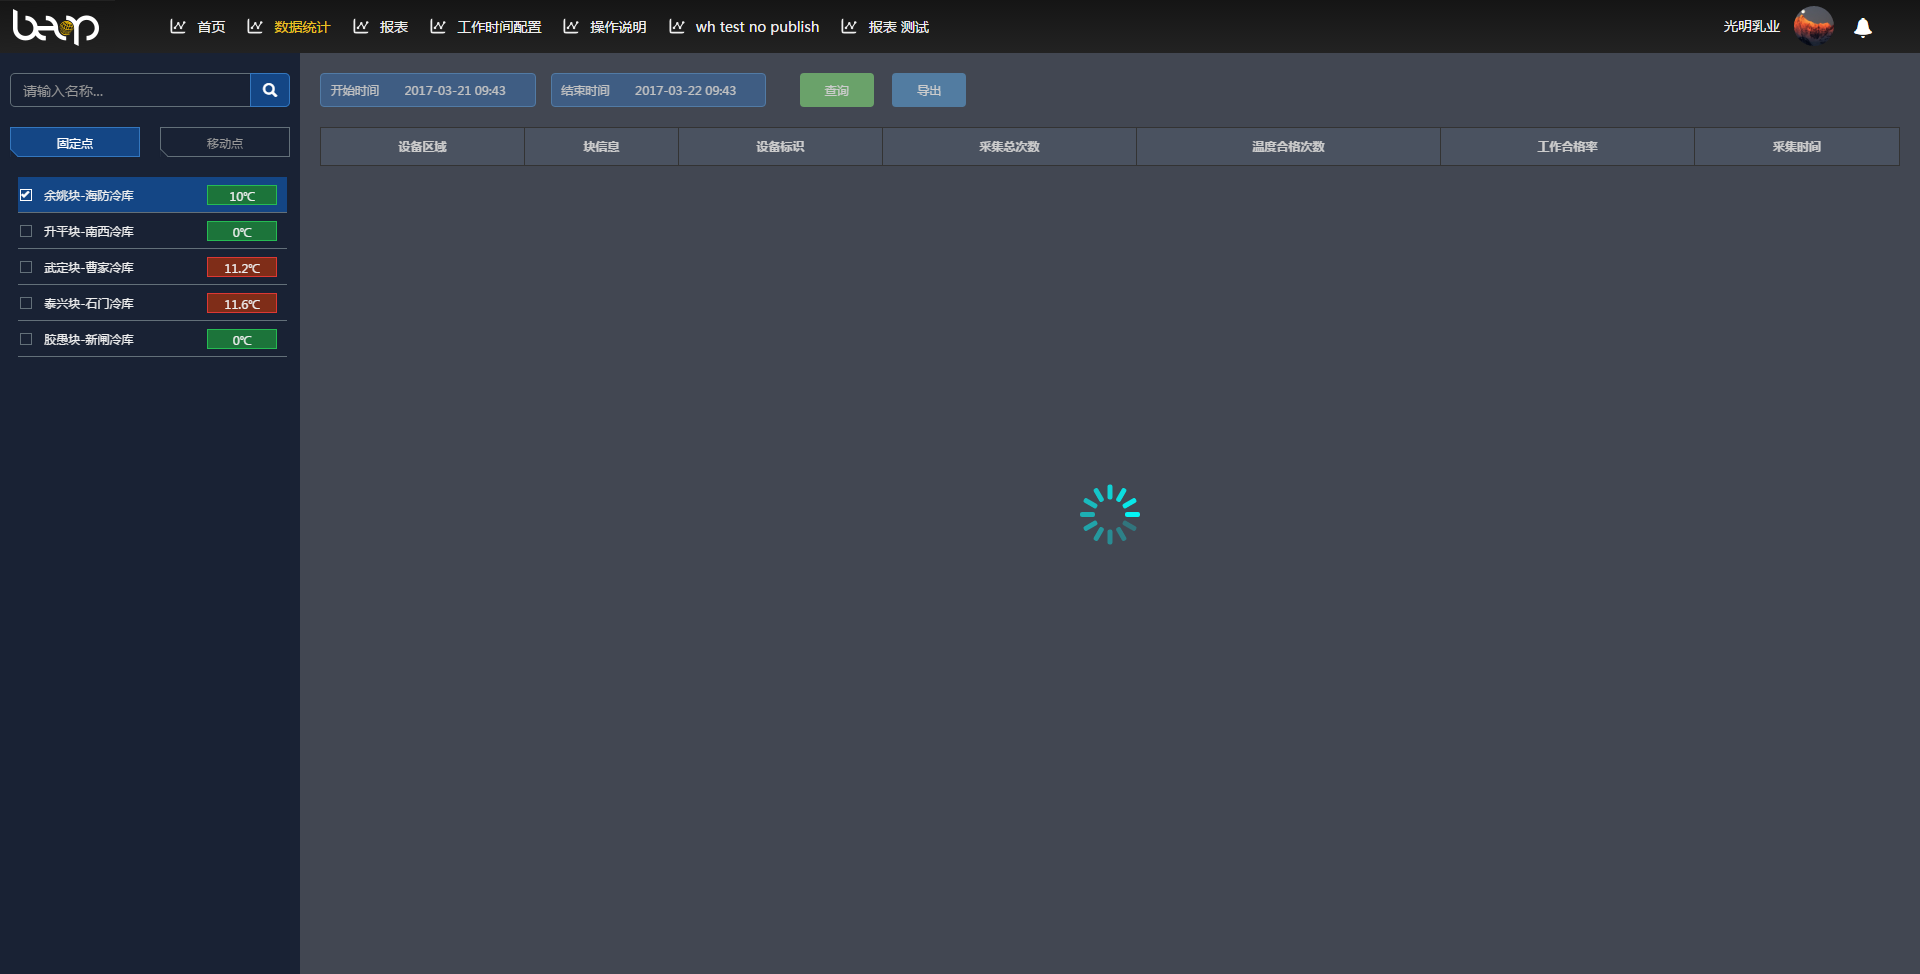 beop
首页 数据统计 报表 工作时间配置 操作说明 wh test no publish 报表 测试 光明乳业
请输入名称...
开始时间 2017-03-21 09:43 结束时间 2017-03-22 09:43 查询 导出
固定点 移动点
设备区域 块信息 设备标识 采集总次数 温度合格次数 工作合格率 采集时间
余姚块-海防冷库 10℃
升平块-南西冷库 0℃
武定块-曹家冷库 11.2℃
泰兴块-石门冷库 11.6℃
胶愚块-新闸冷库 0℃